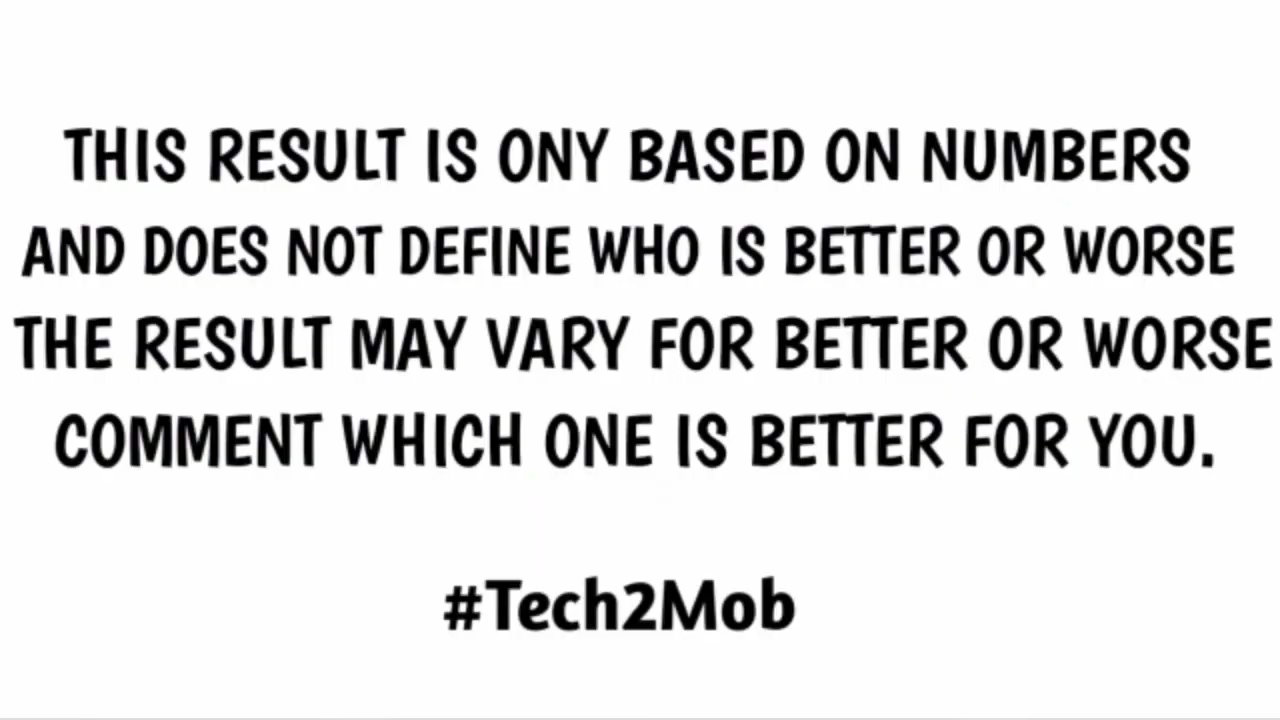 THIS RESULT IS ONY BASED ON NUMBERS
AND DOES NOT DEFINE WHO IS BETTER OR WORSE
THE RESULT MAY VARY FOR BETTER OR WORSE
COMMENT WHICH ONE IS BETTER FOR YOU.
#Tech2Mob